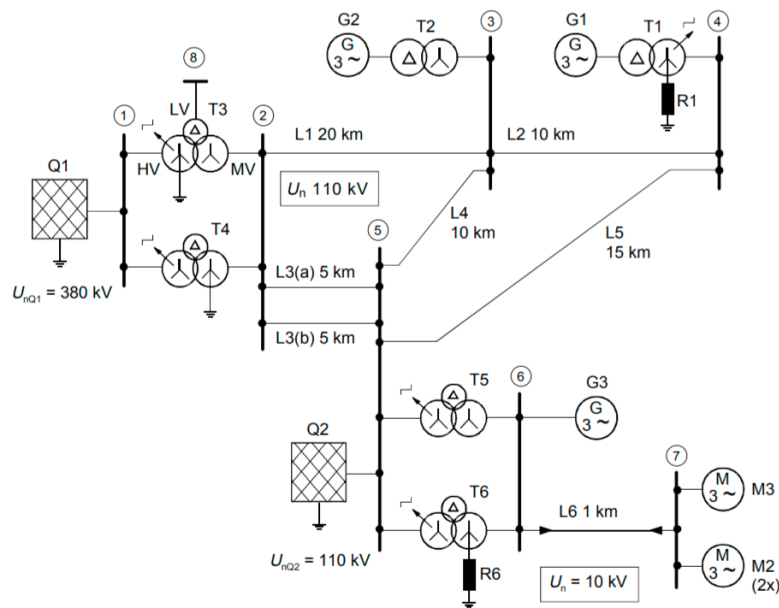 G2
G
3 ~
T2
3
G1
G
3 ~
T1
R1
4
8
LV
T3
1
HV
MV
2
L1 20 km
L2 10 km
Q1
Un 110 kV
T4
L4
10 km
L5
15 km
5
L3(a) 5 km
UnQ1 = 380 kV
L3(b) 5 km
T5
6
G3
G
3 ~
Q2
T6
7
M
3 ~
M3
L6 1 km
UnQ2 = 110 kV
R6
Un = 10 kV
M
3 ~
M2
(2x)